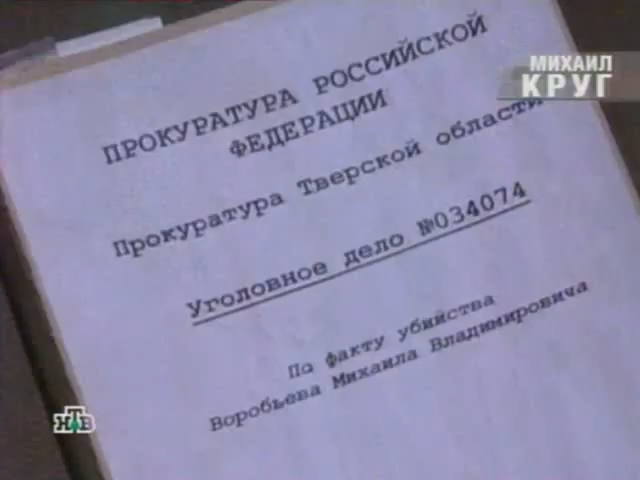 МИХАИЛ
КРУГ
ПРОКУРАТУРА РОССИЙСКОЙ
ФЕДЕРАЦИИ
Прокуратура Тверской области
Уголовное дело №034074
По факту убийства
Воробьева Михаила Владимировича
НТВ